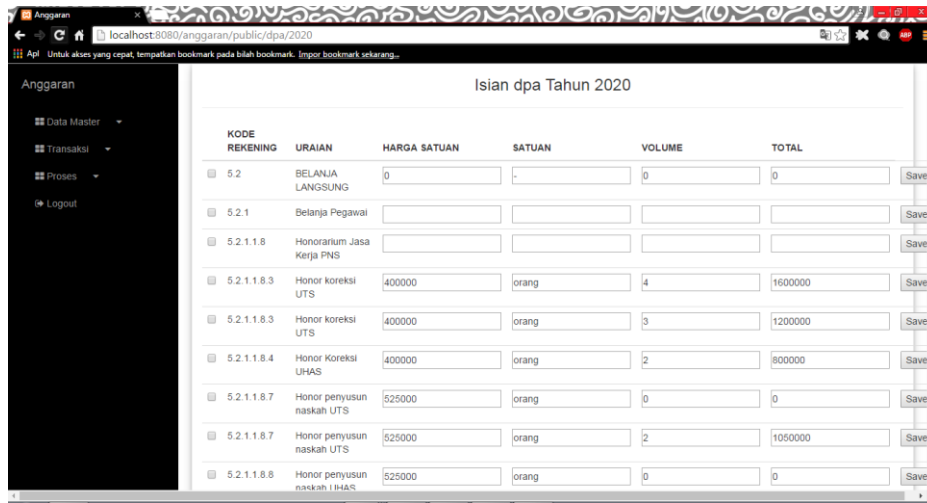 Anggaran
localhost:8080/anggaran/public/dpa/2020
ABP
Apl Untuk akses yang cepat, tempatkan bookmark pada bilah bookmark. Impor bookmark sekarang...
Anggaran
Data Master
Transaksi
Proses
Logout
Isian dpa Tahun 2020
KODE REKENING URAIAN HARGA SATUAN SATUAN VOLUME TOTAL
5.2 BELANJA LANGSUNG 0 - 0 0 Save
5.2.1 Belanja Pegawai Save
5.2.1.1.8 Honorarium Jasa Kerja PNS Save
5.2.1.1.8.3 Honor koreksi UTS 400000 orang 4 1600000 Save
5.2.1.1.8.3 Honor koreksi UTS 400000 orang 3 1200000 Save
5.2.1.1.8.4 Honor Koreksi UHAS 400000 orang 2 800000 Save
5.2.1.1.8.7 Honor penyusun naskah UTS 525000 orang 0 0 Save
5.2.1.1.8.7 Honor penyusun naskah UTS 525000 orang 2 1050000 Save
5.2.1.1.8.8 Honor penyusun naskah UHAS 525000 orang 0 0 Save